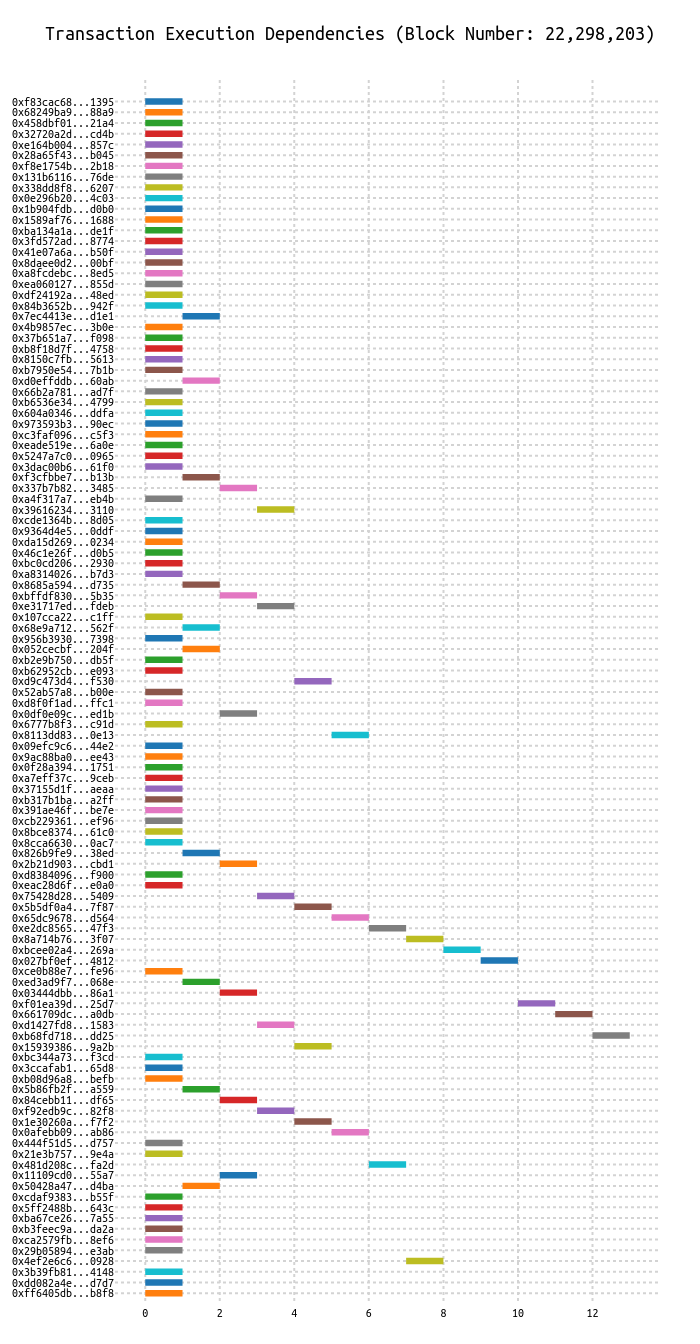 Transaction Execution Dependencies (Block Number: 22,298,203)
0xf83cac68...1395
0x68249ba9...88a9
0x458dbf01...21a4
0x32720a2d...cd4b
0xe164b004...857c
0x28a65f43...b045
0xf8e1754b...2b18
0x131b6116...76de
0x338dd8f8...6207
0x0e296b20...4c03
0x1b904fdb...d0b0
0x1589af76...1688
0xba134a1a...de1f
0x3fd572ad...8774
0x41e07a6a...b50f
0x8daee0d2...00bf
0xa8fcdebc...8ed5
0xea060127...855d
0xdf24192a...48ed
0x84b3652b...942f
0x7ec4413e...d1e1
0x4b9857ec...3b0e
0x37b651a7...f098
0xb8f18d7f...4758
0x8150c7fb...5613
0xb7950e54...7b1b
0xd0effddb...60ab
0x66b2a781...ad7f
0xb6536e34...4799
0x604a0346...ddfa
0x973593b3...90ec
0xc3faf096...c5f3
0xeade519e...6a0e
0x5247a7c0...0965
0x3dac00b6...61f0
0xf3cfbbe7...b13b
0x337b7b82...3485
0xa4f317a7...eb4b
0x39616234...3110
0xcde1364b...8d05
0x9364d4e5...0ddf
0xda15d269...0234
0x46c1e26f...d0b5
0xbc0cd206...2930
0xa8314026...b7d3
0x8685a594...d735
0xbffdf830...5b35
0xe31717ed...fdeb
0x107cca22...c1ff
0x68e9a712...562f
0x956b3930...7398
0x052cecbf...204f
0xb2e9b750...db5f
0xb62952cb...e093
0xd9c473d4...f530
0x52ab57a8...b00e
0xd8f0f1ad...ffc1
0x0df0e09c...ed1b
0x6777b8f3...c91d
0x8113dd83...0e13
0x09efc9c6...44e2
0x9ac88ba0...ee43
0x0f28a394...1751
0xa7eff37c...9ceb
0x37155d1f...aeaa
0xb317b1ba...a2ff
0x391ae46f...be7e
0xcb229361...ef96
0x8bce8374...61c0
0x8cca6630...0ac7
0x826b9fe9...38ed
0x2b21d903...cbd1
0xd8384096...f900
0xeac28d6f...e0a0
0x75428d28...5409
0x5b5df0a4...7f87
0x65dc9678...d564
0xe2dc8565...47f3
0x8a714b76...3f07
0xbcee02a4...269a
0x027bf0ef...4812
0xce0b88e7...fe96
0xed3ad9f7...068e
0x03444dbb...86a1
0xf01ea39d...25d7
0x661709dc...a0db
0xd1427fd8...1583
0xb68fd718...dd25
0x15939386...9a2b
0xbc344a73...f3cd
0x3ccafab1...65d8
0xb08d96a8...befb
0x5b86fb2f...a559
0x84cebb11...df65
0xf92edb9c...82f8
0x1e30260a...f7f2
0x0afebb09...ab86
0x444f51d5...d757
0x21e3b757...9e4a
0x481d208c...fa2d
0x11109cd0...55a7
0x50428a47...d4ba
0xcdaf9383...b55f
0x5ff2488b...643c
0xba67ce26...7a55
0xb3feec9a...da2a
0xca2579fb...8ef6
0x29b05894...e3ab
0x4ef2e6c6...0928
0x3b39fb81...4148
0xdd082a4e...d7d7
0xff6405db...b8f8
0 2 4 6 8 10 12